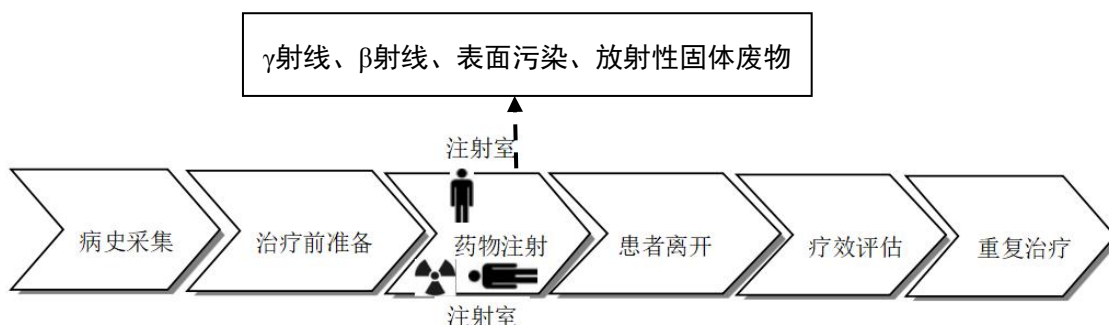 γ射线、β射线、表面污染、放射性固体废物
注射室
病史采集
治疗前准备
药物注射
患者离开
疗效评估
重复治疗
注射室